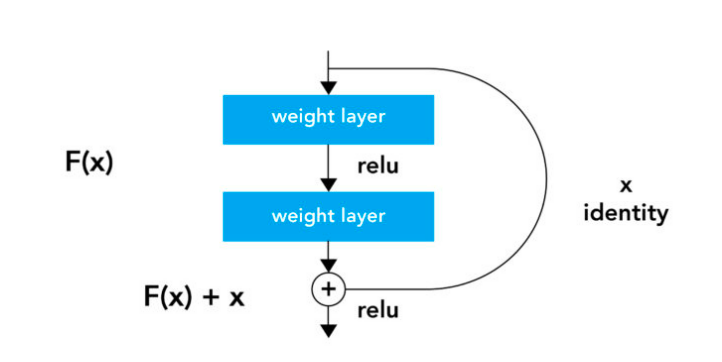 weight layer
F(x)
relu
x
identity
weight layer
F(x) + x
+
relu